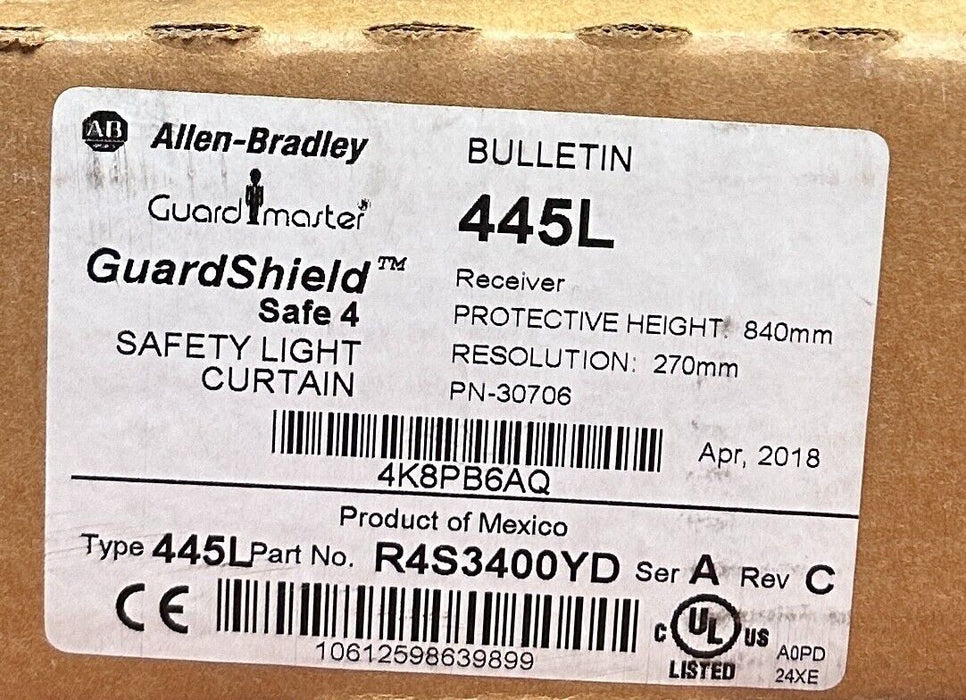 AB Allen-Bradley
Guardmaster
GuardShield™
Safe 4
SAFETY LIGHT
CURTAIN
BULLETIN
445L
Receiver
PROTECTIVE HEIGHT: 840mm
RESOLUTION: 270mm
PN-30706
4K8PB6AQ
Apr, 2018
Product of Mexico
Type 445L Part No. R4S3400YD Ser A Rev C
CE
10612598639899
C UL US
LISTED
A0PD
24XE